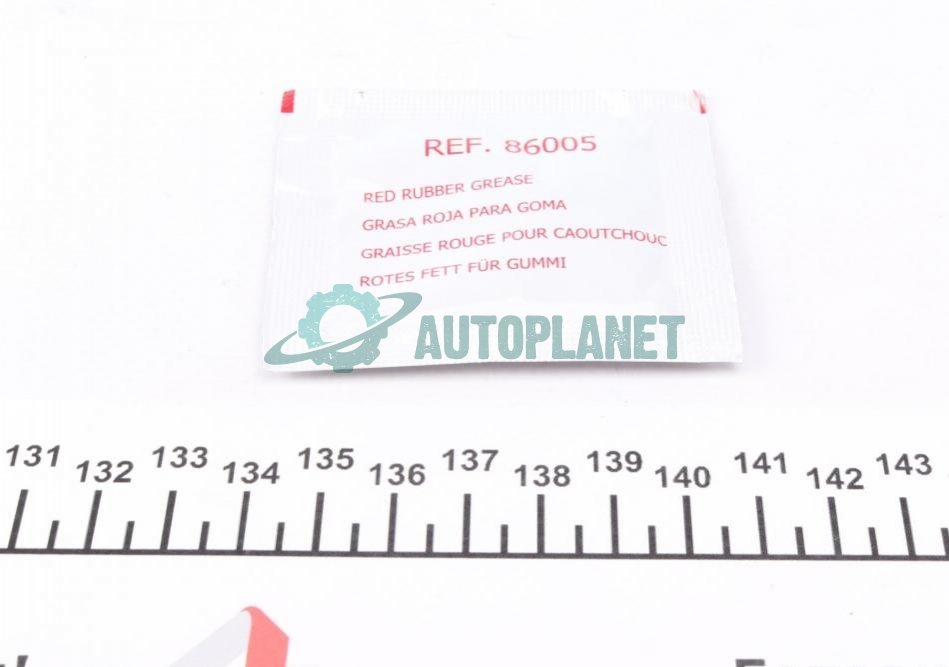 REF. 86005
RED RUBBER GREASE
GRASA ROJA PARA GOMA
GRAISSE ROUGE POUR CAOUTCHOUC
ROTES FETT FÜR GUMMI
AUTOPLANET
131 132 133 134 135 136 137 138 139 140 141 142 143